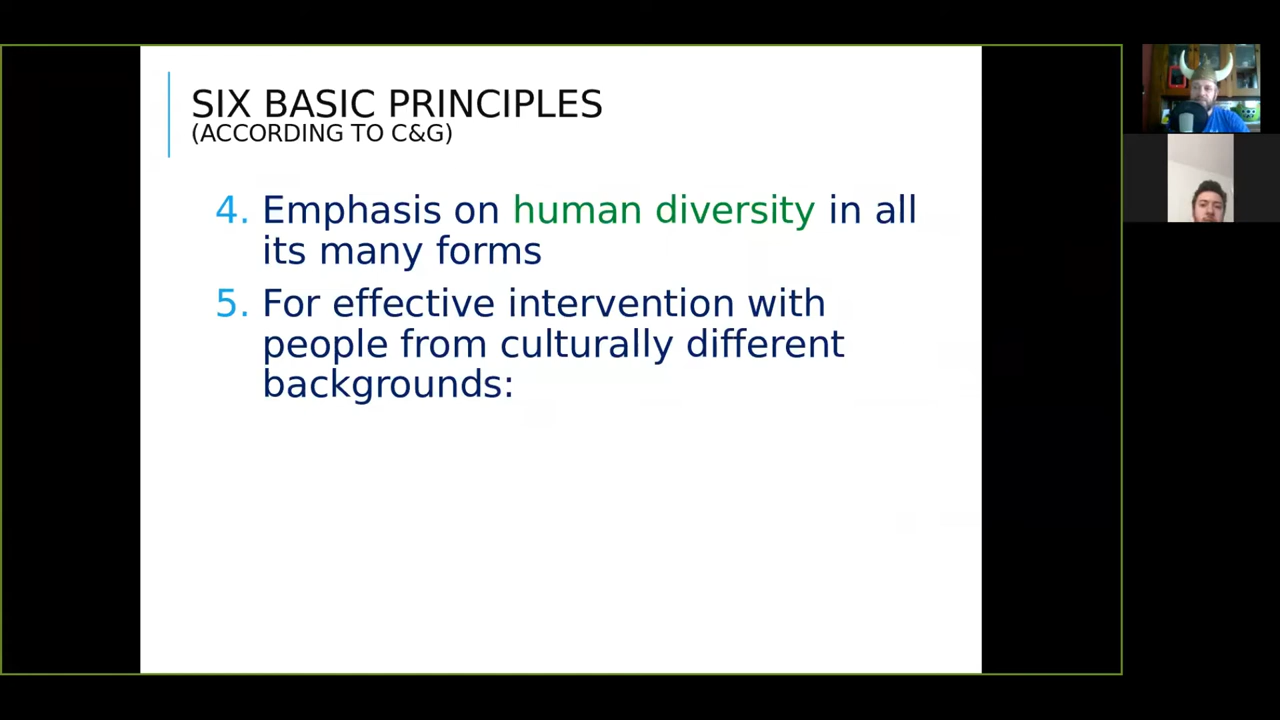 SIX BASIC PRINCIPLES
(ACCORDING TO C&G)
4. Emphasis on human diversity in all
its many forms
5. For effective intervention with
people from culturally different
backgrounds: